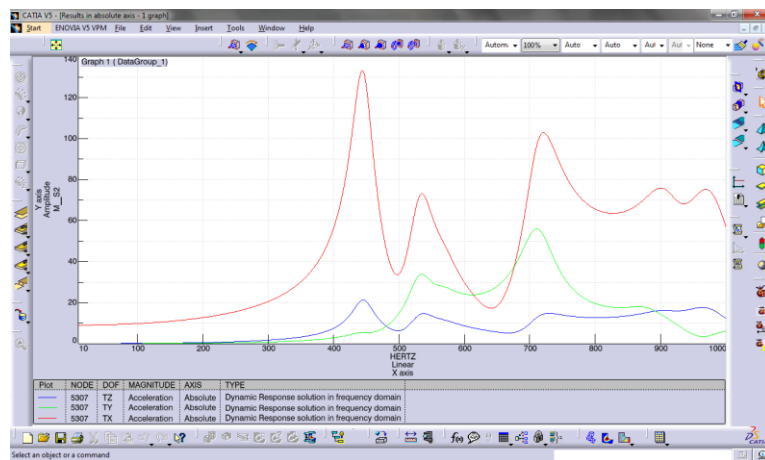 CATIA V5 - [Results in absolute axis - 1 graph]
Start ENOVIA V5 VPM File Edit View Insert Tools Window Help
Autom. 100% Auto Auto Aut Aut None
Graph 1 ( DataGroup_1)
140
120
100
80
60
40
20
0
Y axis
Amplitude
M_S2
10 100 200 300 400 500 600 700 800 900 1000
HERTZ
Linear
X axis
Plot NODE DOF MAGNITUDE AXIS TYPE
5307 TZ Acceleration Absolute Dynamic Response solution in frequency domain
5307 TY Acceleration Absolute Dynamic Response solution in frequency domain
5307 TX Acceleration Absolute Dynamic Response solution in frequency domain
f(x)
CATIA
Select an object or a command